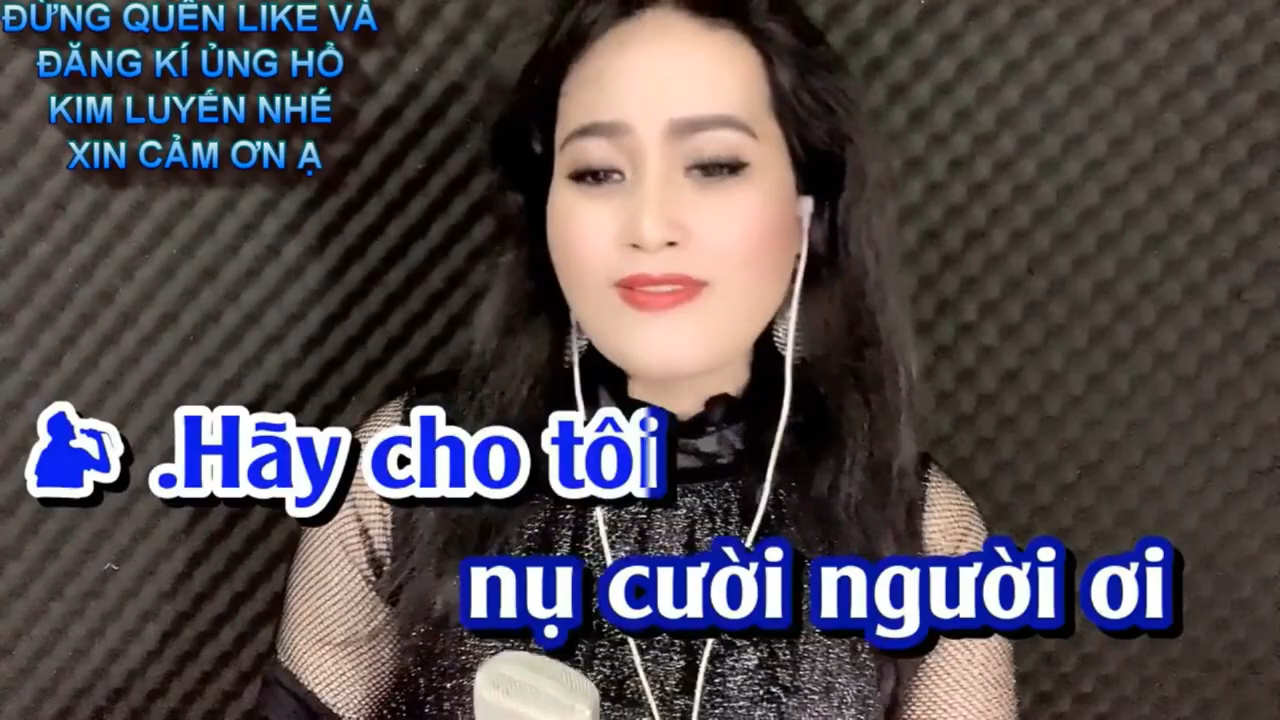 ĐỪNG QUÊN LIKE VÀ
ĐĂNG KÍ ỦNG HỔ
KIM LUYẾN NHÉ
XIN CẢM ƠN Ạ
.Hãy cho tôi
nụ cười người ơi